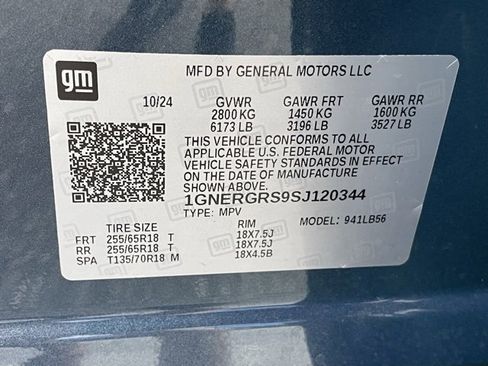 gm
MFD BY GENERAL MOTORS LLC
10/24 GVWR GAWR FRT GAWR RR
2800 KG 1450 KG 1600 KG
6173 LB 3196 LB 3527 LB
THIS VEHICLE CONFORMS TO ALL
APPLICABLE U.S. FEDERAL MOTOR
VEHICLE SAFETY STANDARDS IN EFFECT
ON THE DATE OF MANUFACTURE
SHOWN ABOVE.
1GNERGRS9SJ120344
TYPE: MPV MODEL: 941LB56
TIRE SIZE RIM
FRT 255/65R18 T 18X7.5J
RR 255/65R18 T 18X7.5J
SPA T135/70R18 M 18X4.5B